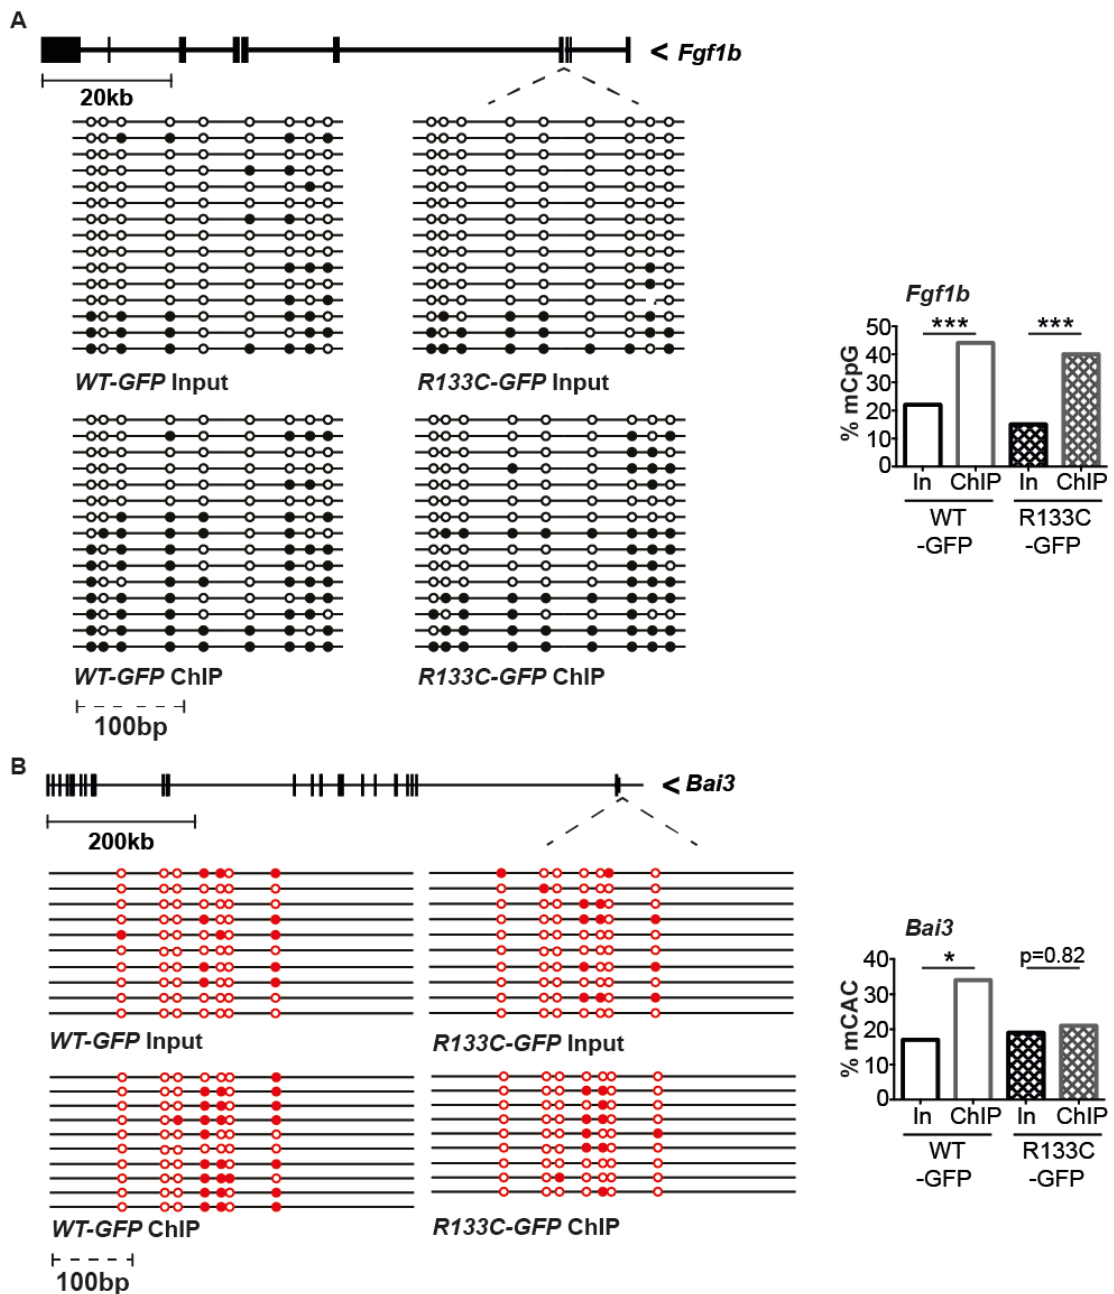 A
< Fgf1b
20kb
WT-GFP Input
R133C-GFP Input
WT-GFP ChIP
R133C-GFP ChIP
100bp
Fgf1b
% mCpG
50
40
30
20
10
0
***
***
In ChIP In ChIP
WT
-GFP
R133C
-GFP
B
< Bai3
200kb
WT-GFP Input
R133C-GFP Input
WT-GFP ChIP
R133C-GFP ChIP
100bp
Bai3
% mCAC
40
30
20
10
0
*
p=0.82
In ChIP In ChIP
WT
-GFP
R133C
-GFP